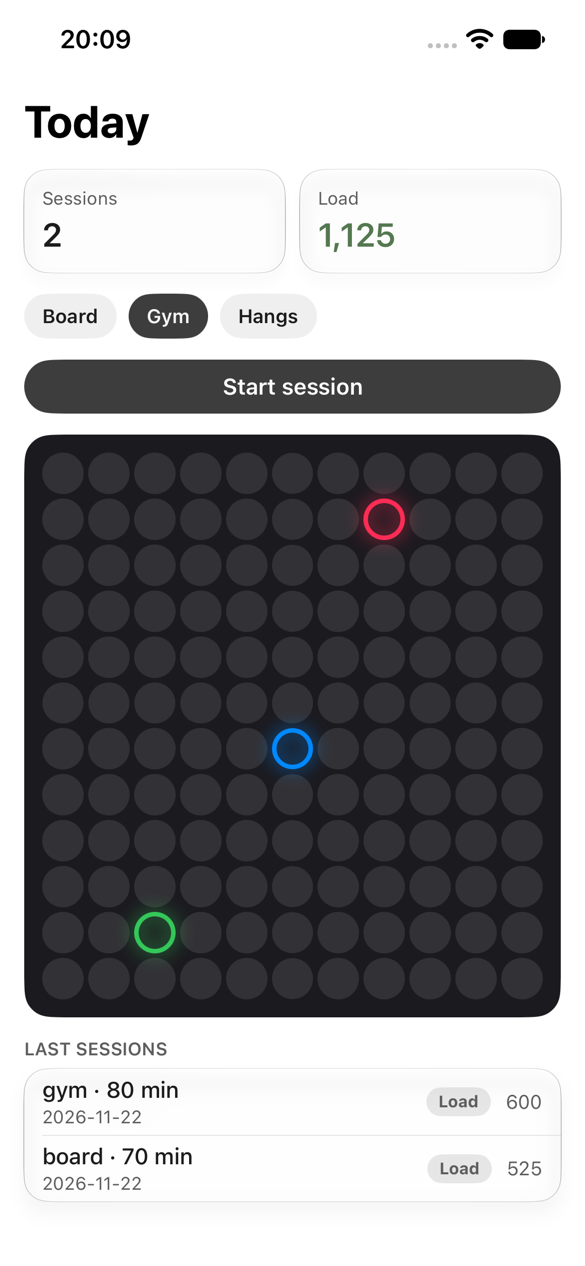 20:09
Today
Sessions
2
Load
1,125
Board
Gym
Hangs
Start session
LAST SESSIONS
gym · 80 min
2026-11-22
Load
600
board · 70 min
2026-11-22
Load
525